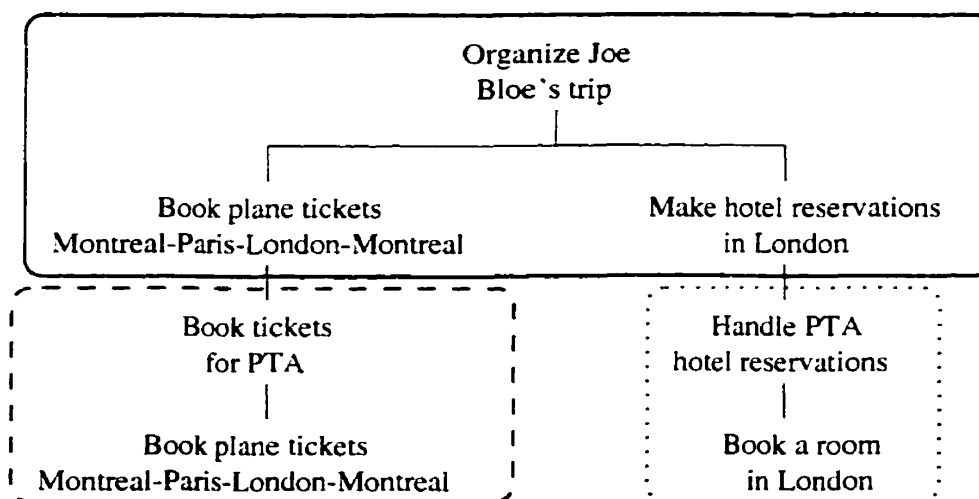 Organize Joe
Bloe's trip
Book plane tickets
Montreal-Paris-London-Montreal
Make hotel reservations
in London
Book tickets
for PTA
Handle PTA
hotel reservations
Book plane tickets
Montreal-Paris-London-Montreal
Book a room
in London